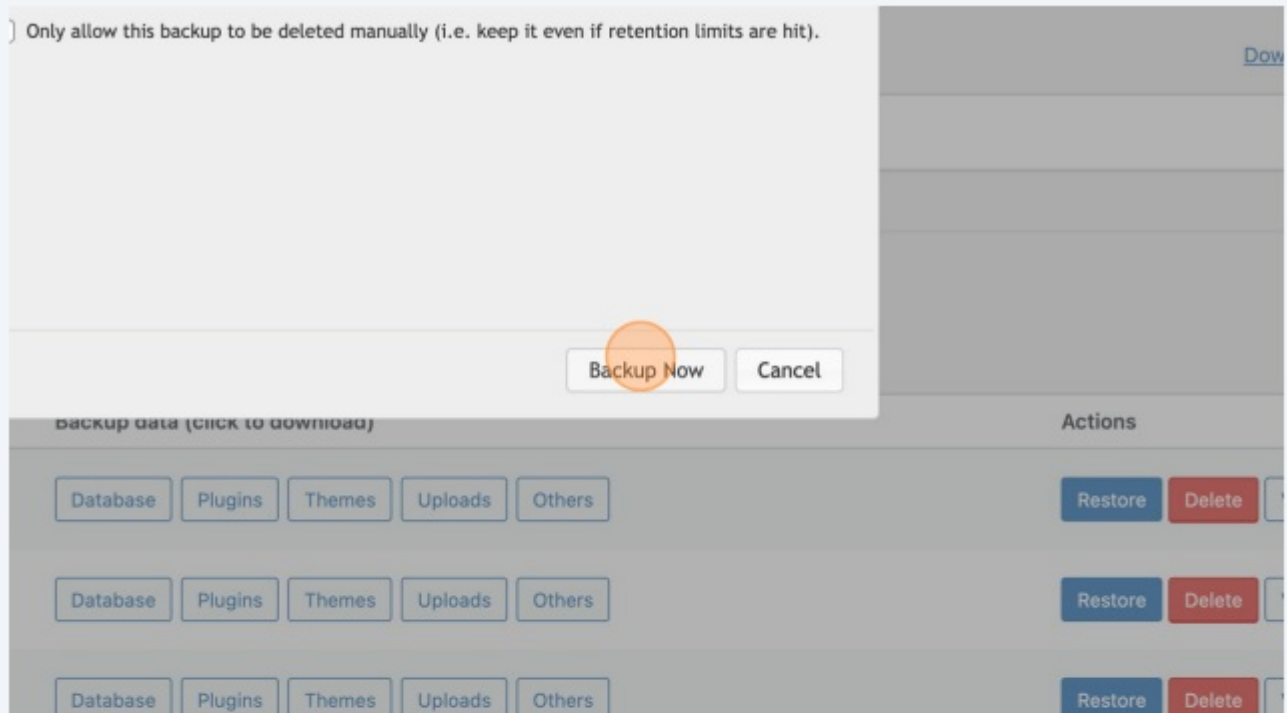 Only allow this backup to be deleted manually (i.e. keep it even if retention limits are hit).
Backup Now Cancel
Backup data (click to download) Actions
Database Plugins Themes Uploads Others Restore Delete
Database Plugins Themes Uploads Others Restore Delete
Database Plugins Themes Uploads Others Restore Delete